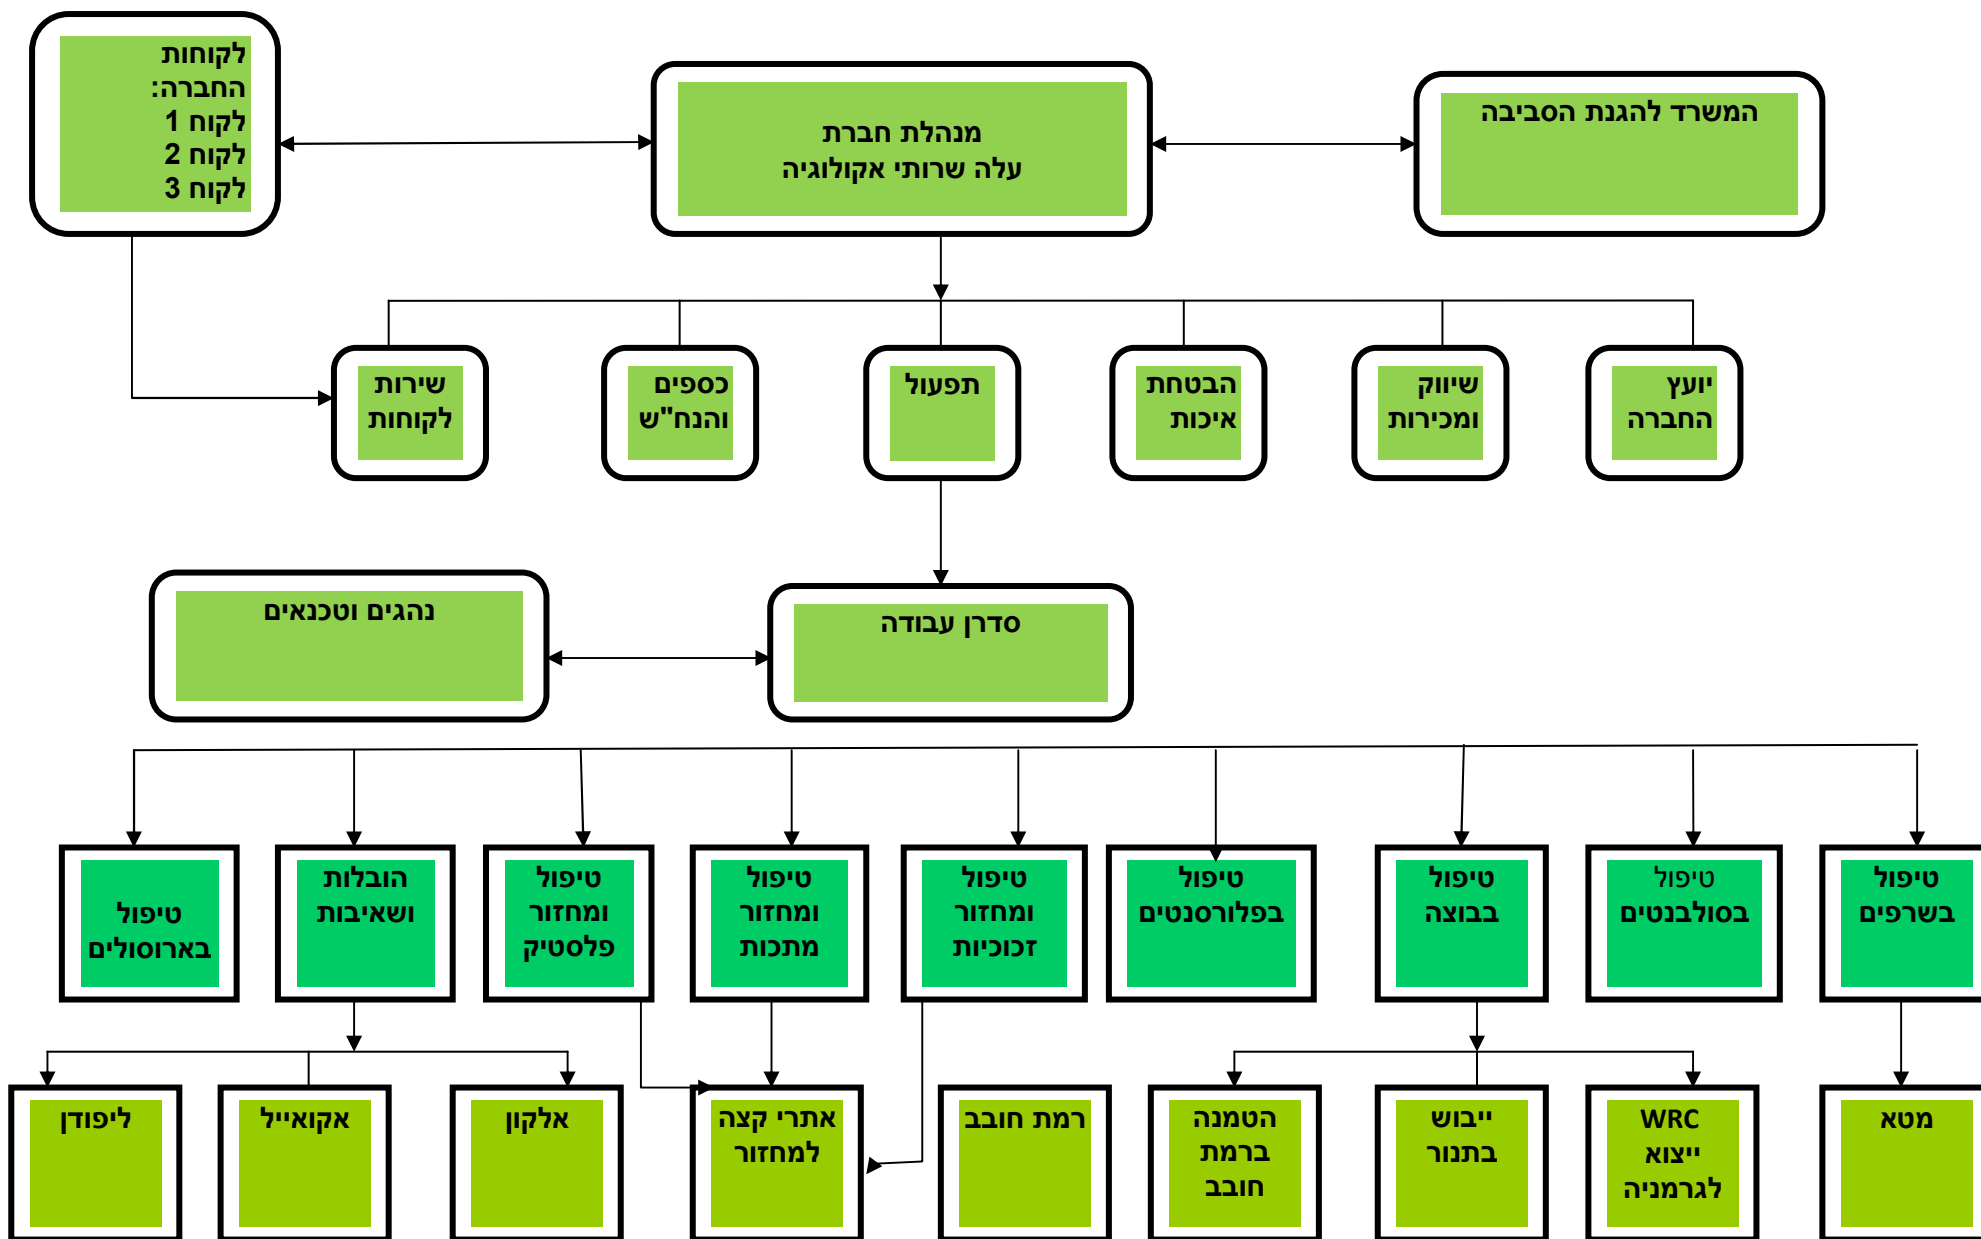 לקוחות
החברה:
לקוח 1
לקוח 2
לקוח 3
מנהלת חברת
עלה שרותי אקולוגיה
המשרד להגנת הסביבה
יועץ
החברה
שיווק
ומכירות
הבטחת
איכות
תפעול
כספים
והנח"ש
שירות
לקוחות
סדרן עבודה
נהגים וטכנאים
טיפול
בשרפים
טיפול
בסולבנטים
טיפול
בבוצה
טיפול
בפלורסנטים
טיפול
ומחזור
זכוכיות
טיפול
ומחזור
מתכות
טיפול
ומחזור
פלסטיק
הובלות
ושאיבות
טיפול
בארוסולים
מטא
WRC
ייצוא
לגרמניה
ייבוש
בתנור
הטמנה
ברמת
חובב
רמת חובב
אתרי קצה
למחזור
אלקון
אקואייל
ליפודן